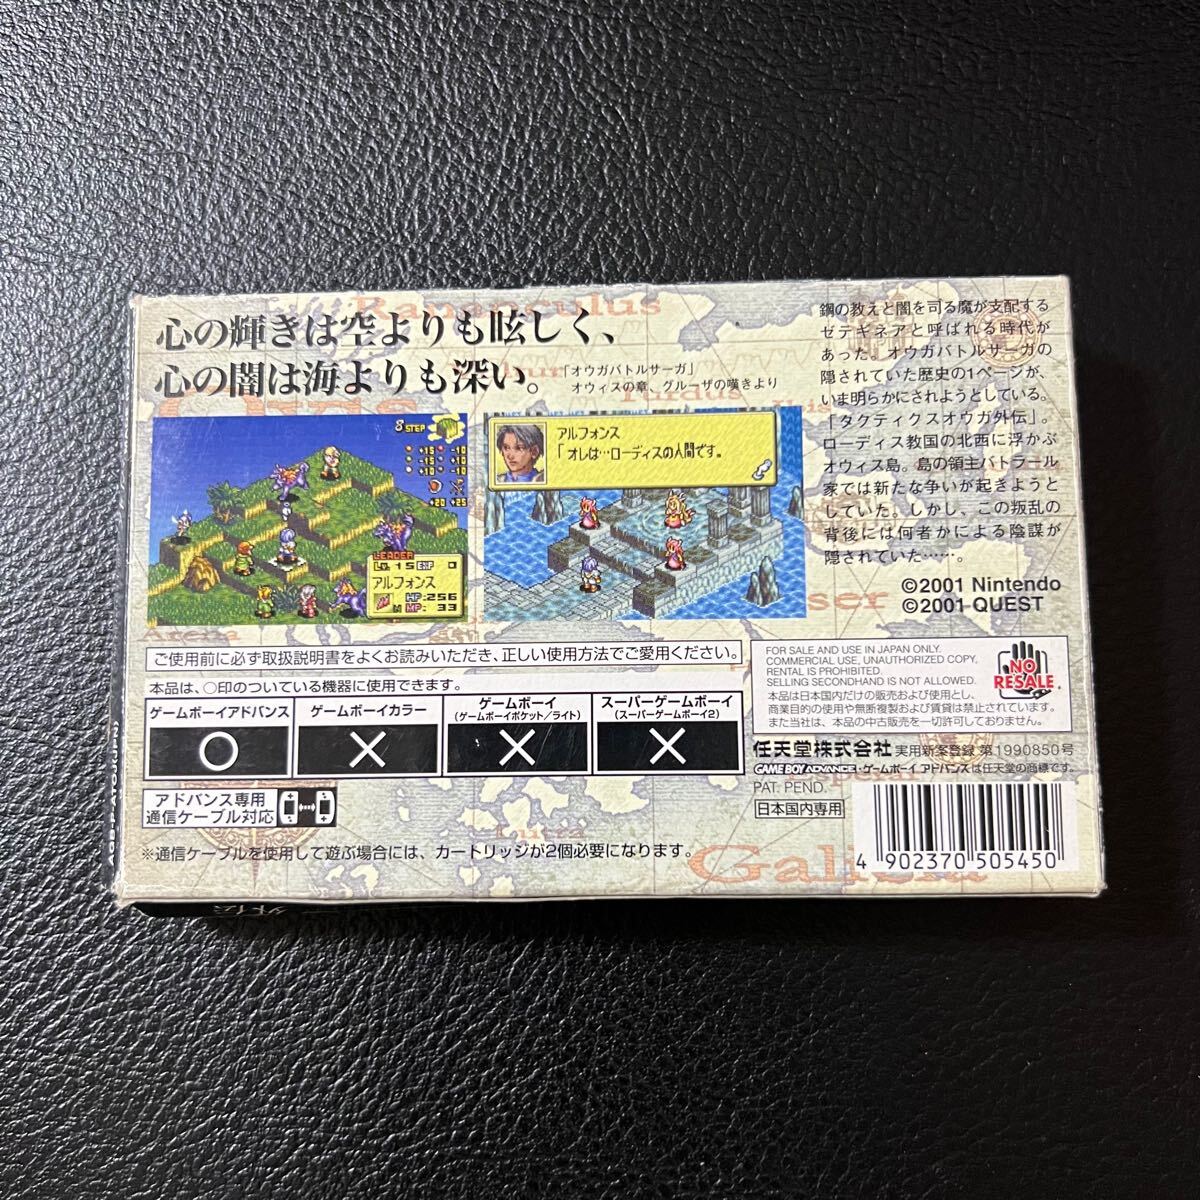 心の輝きは空よりも眩しく、
心の闇は海よりも深い。
「オウガバトルサーガ」
オウィスの章、グルーザの嘆きより
8 STEP
+15 -10
+15 -10
+10 -10
+20 +25
LEADER
Lv. 15 EXP 0
アルフォンス
HP:256
MP: 33
アルフォンス
「オレは…ローディスの人間です。
鋼の教えと闇を司る魔が支配する
ゼテギネアと呼ばれる時代が
あった。オウガバトルサーガの
隠されていた歴史の1ページが、
いま明らかにされようとしている。
「タクティクスオウガ外伝」。
ローディス教国の北西に浮かぶ
オウィス島。島の領主バトラール
家では新たな争いが起きようと
していた。しかし、この叛乱の
背後には何者かによる陰謀が
隠されていた……。
©2001 Nintendo
©2001 QUEST
Rananculus
ご使用前に必ず取扱説明書をよくお読みいただき、正しい使用方法でご愛用ください。
本品は、○印のついている機器に使用できます。
ゲームボーイアドバンス
ゲームボーイカラー
ゲームボーイ
(ゲームボーイポケット/ライト)
スーパーゲームボーイ
(スーパーゲームボーイ2)
○ × × ×
アドバンス専用
通信ケーブル対応
※通信ケーブルを使用して遊ぶ場合には、カートリッジが2個必要になります。
FOR SALE AND USE IN JAPAN ONLY.
COMMERCIAL USE, UNAUTHORIZED COPY,
RENTAL IS PROHIBITED.
SELLING SECONDHAND IS NOT ALLOWED.
本品は日本国内だけの販売および使用とし、
商業目的の使用や無断複製および賃貸は禁止されています。
また当社は、本品の中古販売を一切許可しておりません。
NO
RESALE
任天堂株式会社 実用新案登録 第1990850号
GAME BOY ADVANCE・ゲームボーイ アドバンスは任天堂の商標です。
PAT. PEND.
日本国内専用
4 902370 505450
外伝